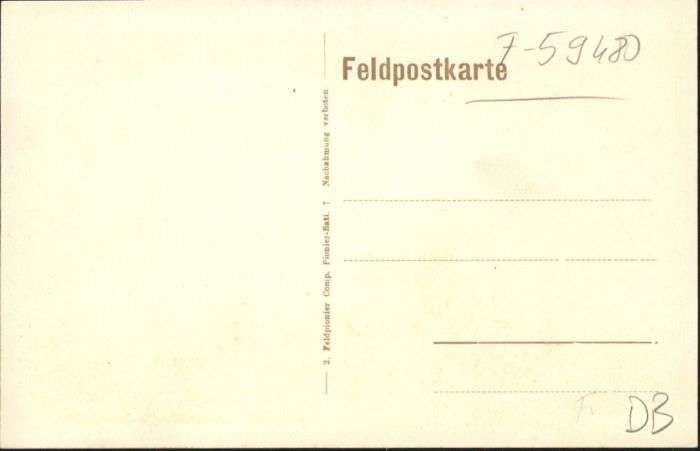 7-59480
Feldpostkarte
2. Feldpionier Comp. Pionier-Batl. 7 Nachahmung verboten
DB